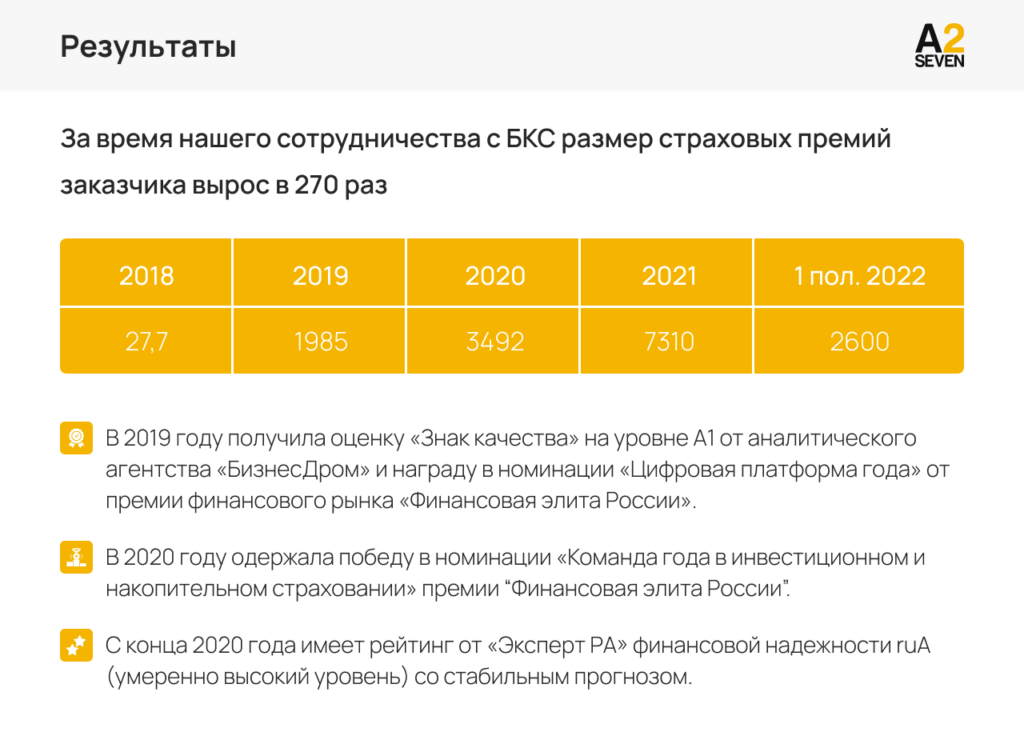 Результаты
A2
SEVEN
За время нашего сотрудничества с БКС размер страховых премий
заказчика вырос в 270 раз
2018 2019 2020 2021 1 пол. 2022
27,7 1985 3492 7310 2600
В 2019 году получила оценку «Знак качества» на уровне А1 от аналитического
агентства «БизнесДром» и награду в номинации «Цифровая платформа года» от
премии финансового рынка «Финансовая элита России».
В 2020 году одержала победу в номинации «Команда года в инвестиционном и
накопительном страховании» премии “Финансовая элита России”.
С конца 2020 года имеет рейтинг от «Эксперт РА» финансовой надежности ruA
(умеренно высокий уровень) со стабильным прогнозом.